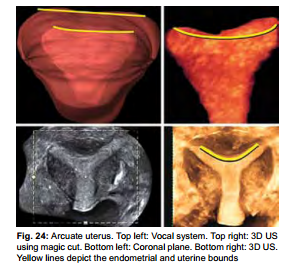 Fig. 24: Arcuate uterus. Top left: Vocal system. Top right: 3D US
using magic cut. Bottom left: Coronal plane. Bottom right: 3D US.
Yellow lines depict the endometrial and uterine bounds